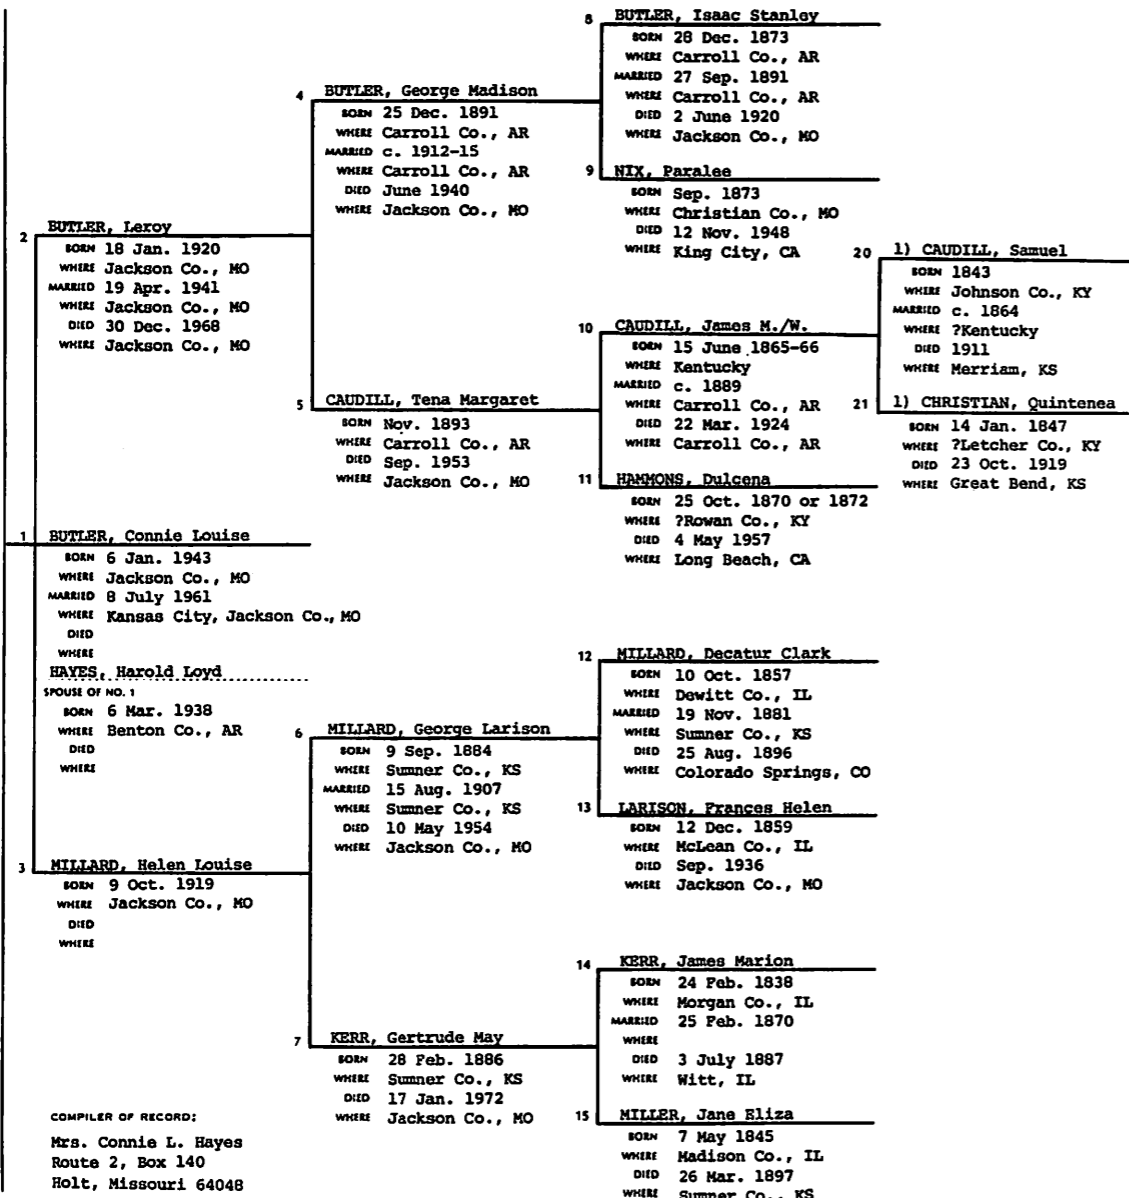 8 BUTLER, Isaac Stanley
BORN 28 Dec. 1873
WHERE Carroll Co., AR
MARRIED 27 Sep. 1891
WHERE Carroll Co., AR
DIED 2 June 1920
WHERE Jackson Co., MO
4 BUTLER, George Madison
BORN 25 Dec. 1891
WHERE Carroll Co., AR
MARRIED c. 1912-15
WHERE Carroll Co., AR
DIED June 1940
WHERE Jackson Co., MO
9 NIX, Paralee
BORN Sep. 1873
WHERE Christian Co., MO
DIED 12 Nov. 1948
WHERE King City, CA
2 BUTLER, Leroy
BORN 18 Jan. 1920
WHERE Jackson Co., MO
MARRIED 19 Apr. 1941
WHERE Jackson Co., MO
DIED 30 Dec. 1968
WHERE Jackson Co., MO
20 1) CAUDILL, Samuel
BORN 1843
WHERE Johnson Co., KY
MARRIED c. 1864
WHERE ?Kentucky
DIED 1911
WHERE Merriam, KS
10 CAUDILL, James M./W.
BORN 15 June 1865-66
WHERE Kentucky
MARRIED c. 1889
WHERE Carroll Co., AR
DIED 22 Mar. 1924
WHERE Carroll Co., AR
5 CAUDILL, Tena Margaret
BORN Nov. 1893
WHERE Carroll Co., AR
DIED Sep. 1953
WHERE Jackson Co., MO
21 1) CHRISTIAN, Quintenea
BORN 14 Jan. 1847
WHERE ?Letcher Co., KY
DIED 23 Oct. 1919
WHERE Great Bend, KS
11 HAMMONS, Dulcena
BORN 25 Oct. 1870 or 1872
WHERE ?Rowan Co., KY
DIED 4 May 1957
WHERE Long Beach, CA
1 BUTLER, Connie Louise
BORN 6 Jan. 1943
WHERE Jackson Co., MO
MARRIED 8 July 1961
WHERE Kansas City, Jackson Co., MO
DIED
WHERE
HAYES, Harold Loyd
SPOUSE OF NO. 1
BORN 6 Mar. 1938
WHERE Benton Co., AR
DIED
WHERE
12 MILLARD, Decatur Clark
BORN 10 Oct. 1857
WHERE Dewitt Co., IL
MARRIED 19 Nov. 1881
WHERE Sumner Co., KS
DIED 25 Aug. 1896
WHERE Colorado Springs, CO
6 MILLARD, George Larison
BORN 9 Sep. 1884
WHERE Sumner Co., KS
MARRIED 15 Aug. 1907
WHERE Sumner Co., KS
DIED 10 May 1954
WHERE Jackson Co., MO
13 LARISON, Frances Helen
BORN 12 Dec. 1859
WHERE McLean Co., IL
DIED Sep. 1936
WHERE Jackson Co., MO
3 MILLARD, Helen Louise
BORN 9 Oct. 1919
WHERE Jackson Co., MO
DIED
WHERE
14 KERR, James Marion
BORN 24 Feb. 1838
WHERE Morgan Co., IL
MARRIED 25 Feb. 1870
WHERE
DIED 3 July 1887
WHERE Witt, IL
7 KERR, Gertrude May
BORN 28 Feb. 1886
WHERE Sumner Co., KS
DIED 17 Jan. 1972
WHERE Jackson Co., MO
15 MILLER, Jane Eliza
BORN 7 May 1845
WHERE Madison Co., IL
DIED 26 Mar. 1897
WHERE Sumner Co., KS
COMPILER OF RECORD:
Mrs. Connie L. Hayes
Route 2, Box 140
Holt, Missouri 64048